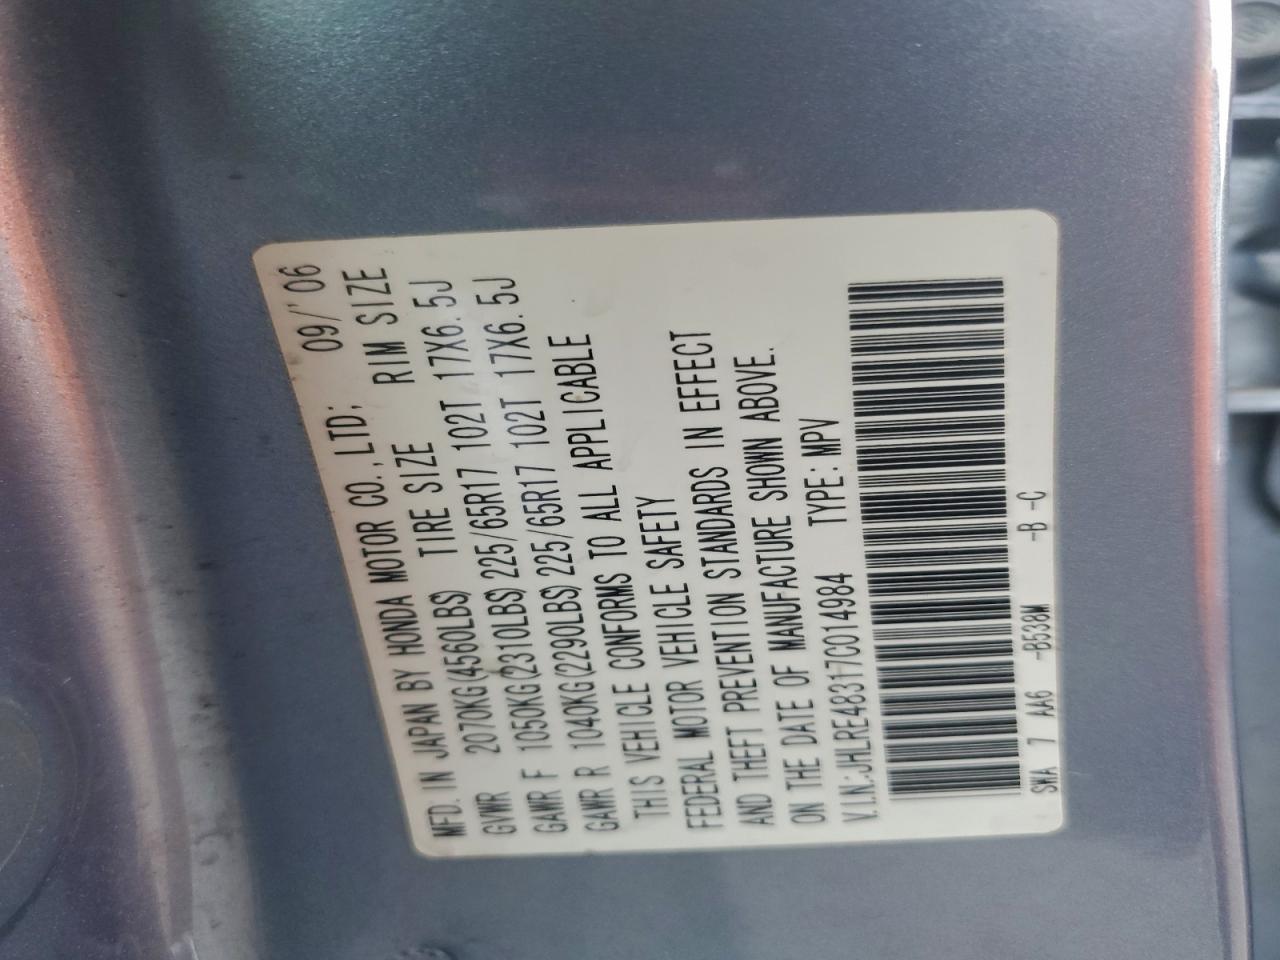 MFD. IN JAPAN BY HONDA MOTOR CO., LTD; 09/'06
GVWR 2070KG(4560LBS) TIRE SIZE RIM SIZE
GAWR F 1050KG(2310LBS) 225/65R17 102T 17X6.5J
GAWR R 1040KG(2290LBS) 225/65R17 102T 17X6.5J
THIS VEHICLE CONFORMS TO ALL APPLICABLE
FEDERAL MOTOR VEHICLE SAFETY
AND THEFT PREVENTION STANDARDS IN EFFECT
ON THE DATE OF MANUFACTURE SHOWN ABOVE.
V.I.N.:JHLRE48317C014984 TYPE:MPV
SWA 7 AA6 -B538M -B -C